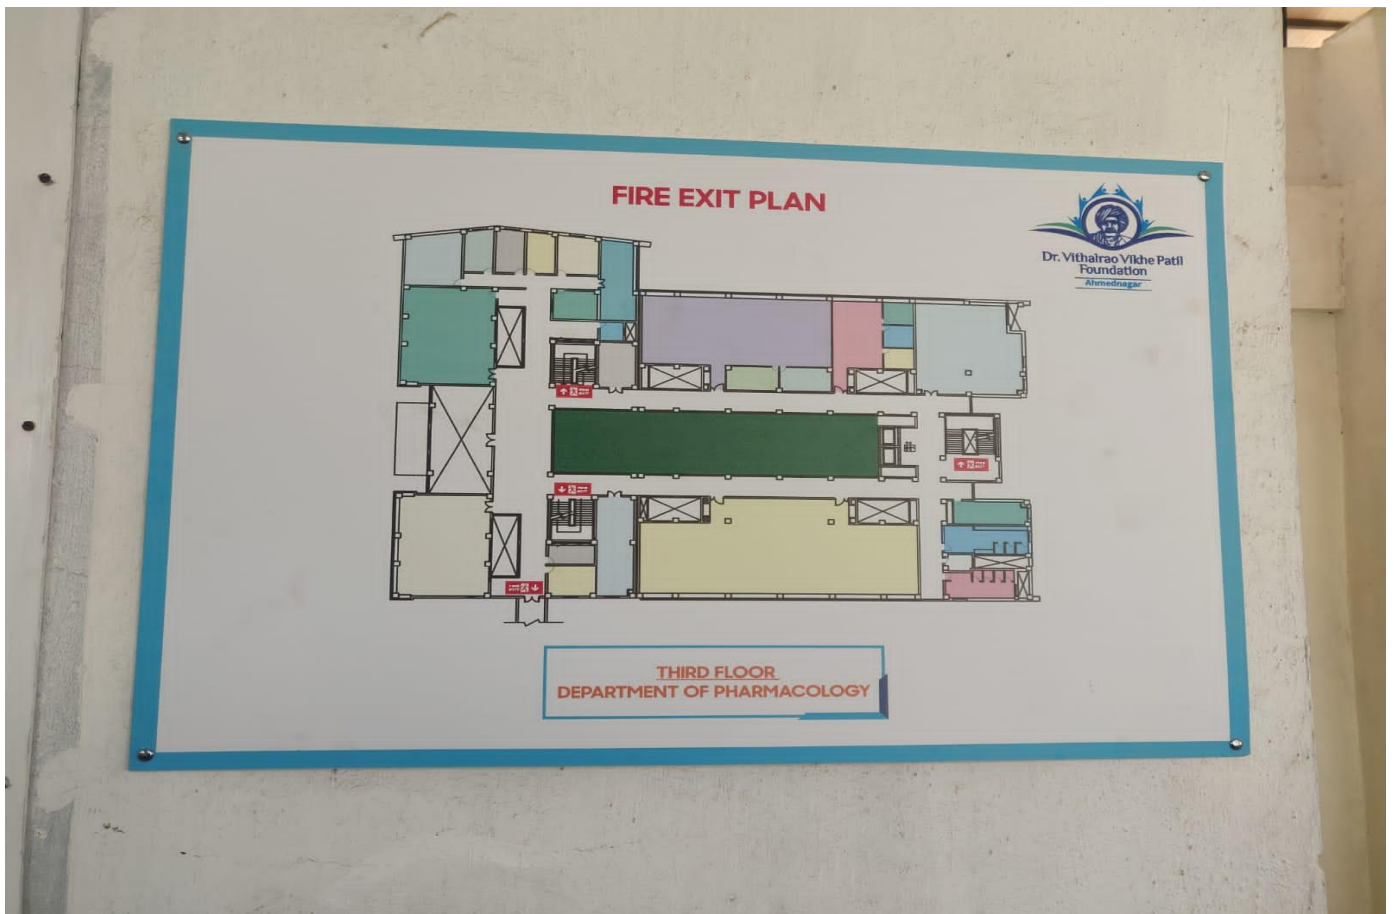 FIRE EXIT PLAN
Dr. Vithalrao Vikhe Patil
Foundation
Ahmednagar
THIRD FLOOR
DEPARTMENT OF PHARMACOLOGY